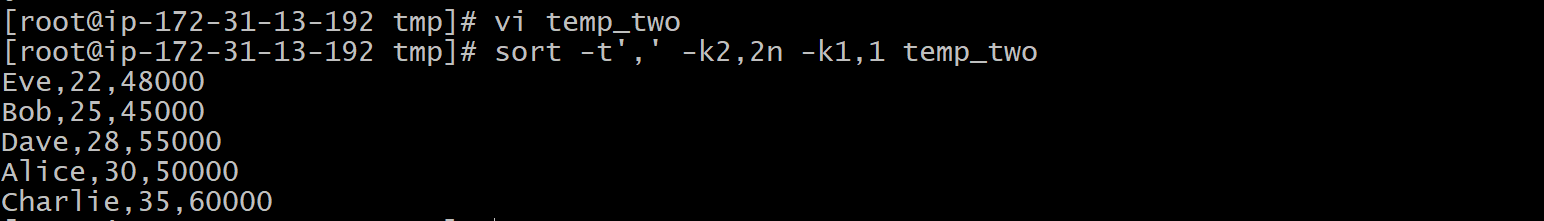 [root@ip-172-31-13-192 tmp]# vi temp_two
[root@ip-172-31-13-192 tmp]# sort -t',' -k2,2n -k1,1 temp_two
Eve,22,48000
Bob,25,45000
Dave,28,55000
Alice,30,50000
Charlie,35,60000